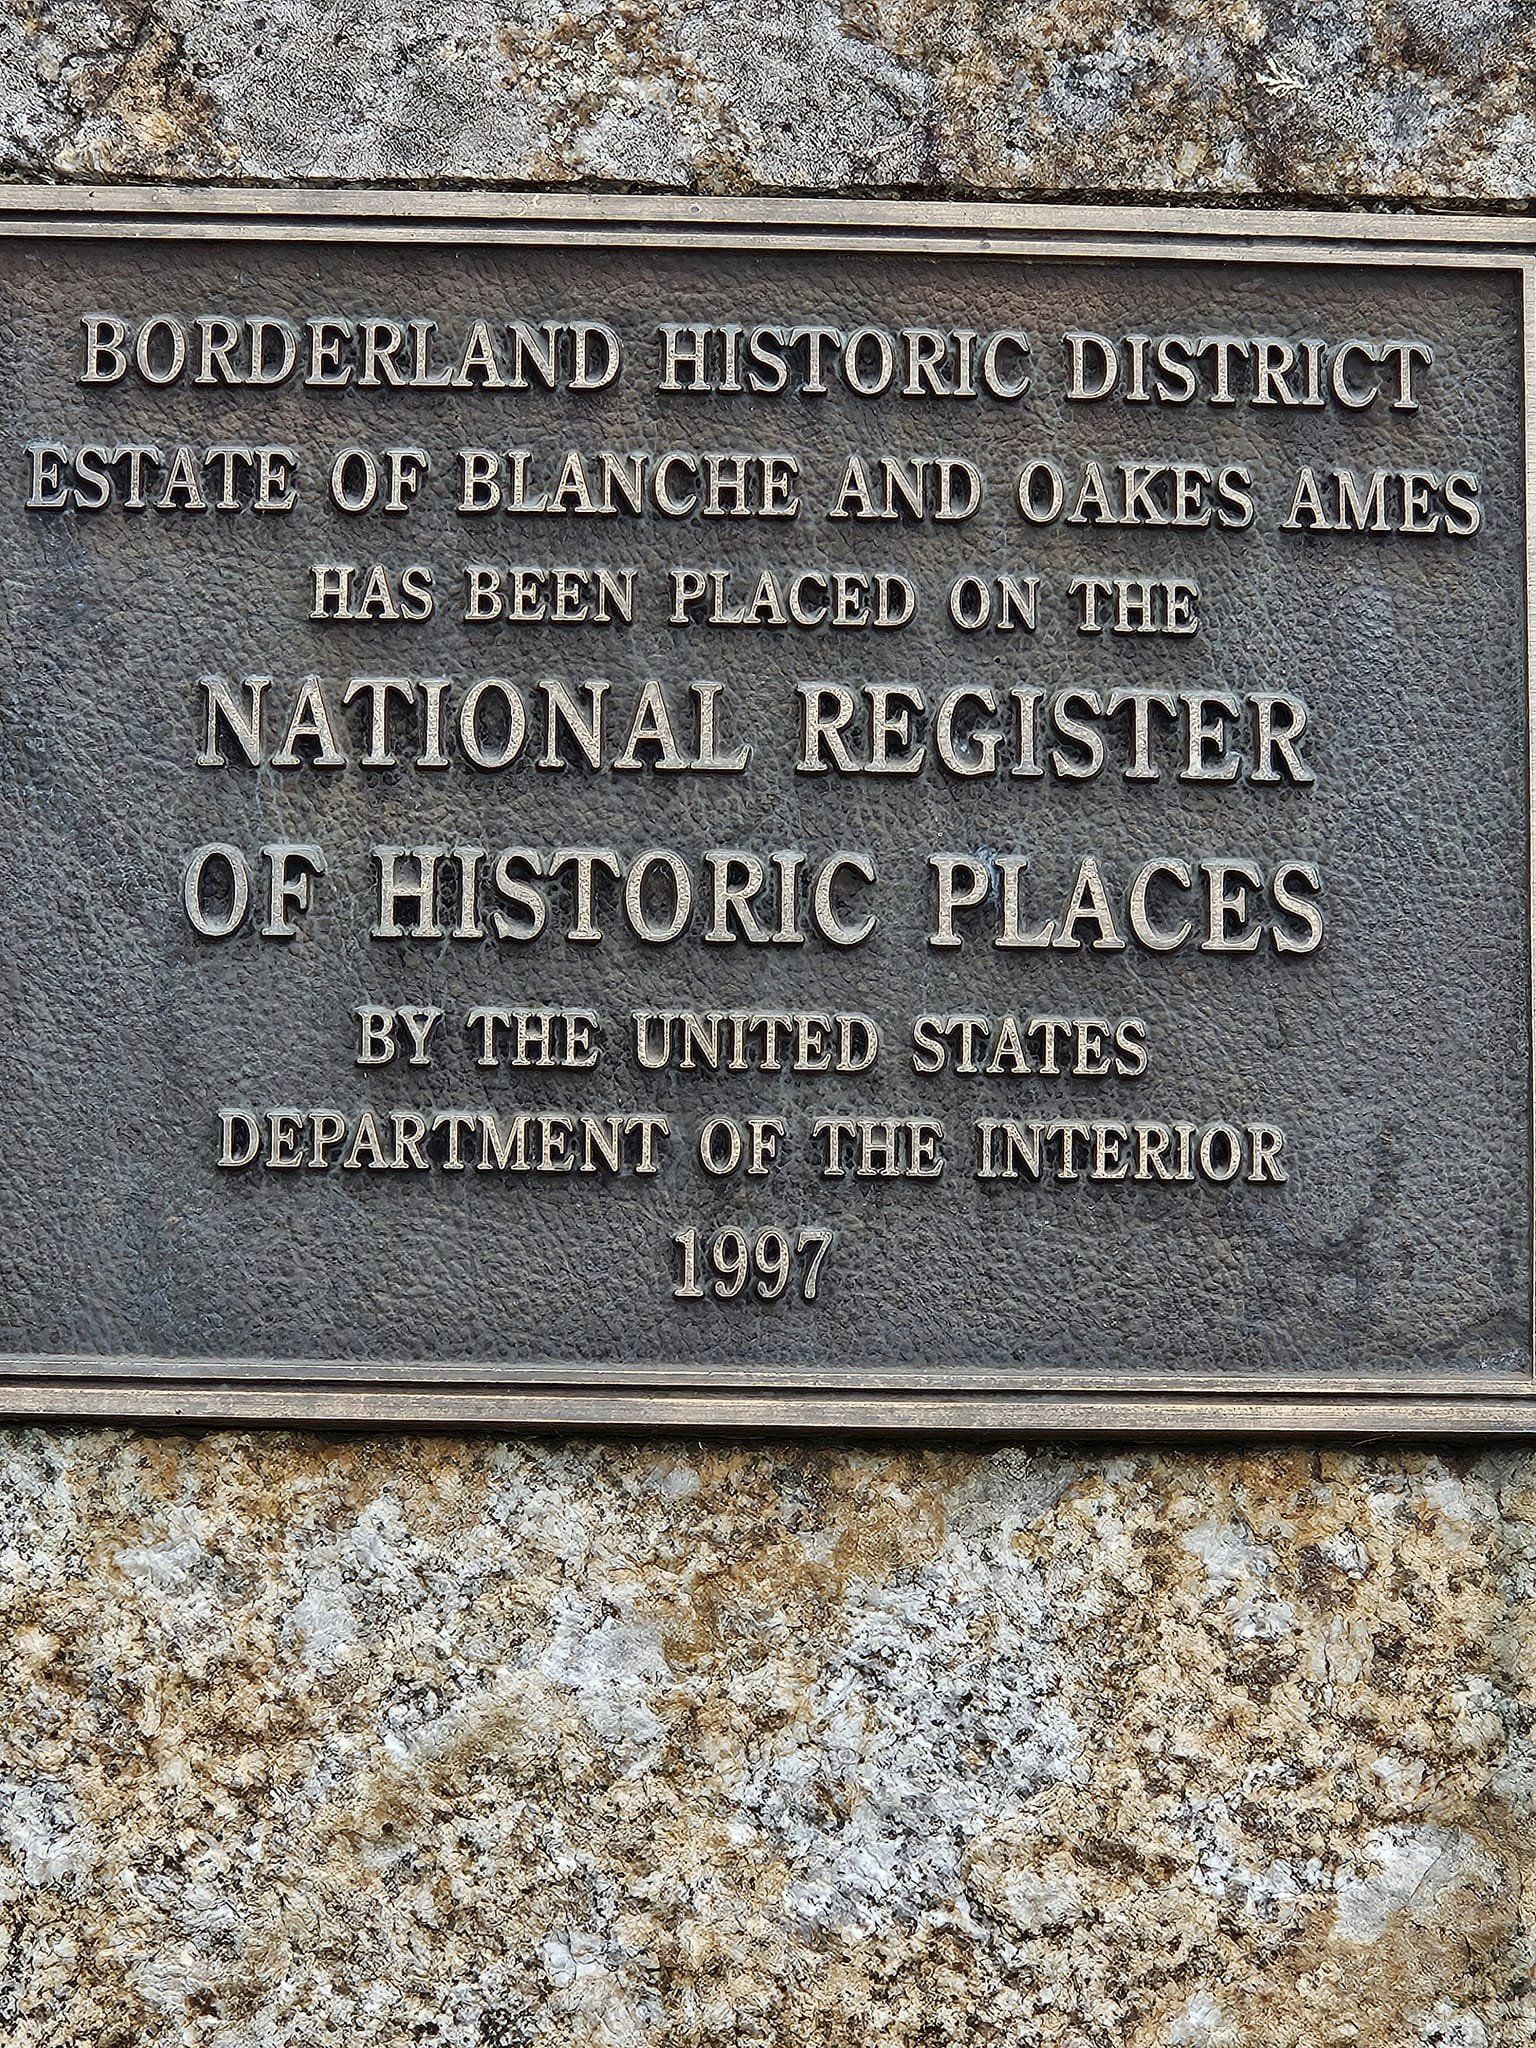 BORDERLAND HISTORIC DISTRICT
ESTATE OF BLANCHE AND OAKES AMES
HAS BEEN PLACED ON THE
NATIONAL REGISTER
OF HISTORIC PLACES
BY THE UNITED STATES
DEPARTMENT OF THE INTERIOR
1997